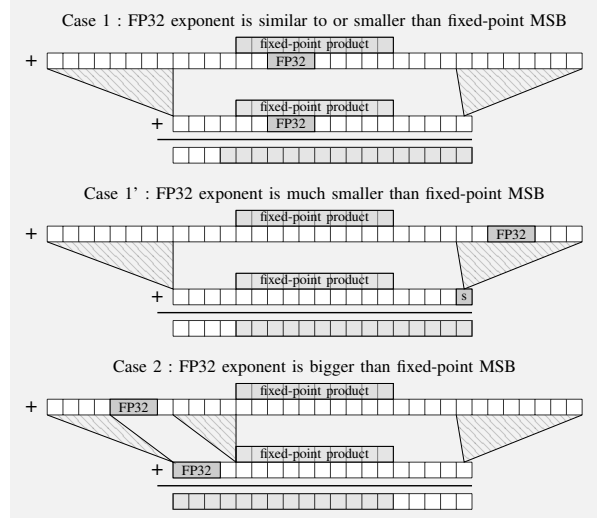 Case 1 : FP32 exponent is similar to or smaller than fixed-point MSB
fixed-point product
+ FP32
fixed-point product
+ FP32
Case 1' : FP32 exponent is much smaller than fixed-point MSB
fixed-point product
+ FP32
fixed-point product
+ s
Case 2 : FP32 exponent is bigger than fixed-point MSB
fixed-point product
+ FP32
fixed-point product
+ FP32